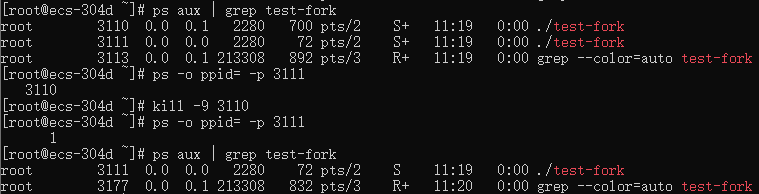 [root@ecs-304d ~]# ps aux | grep test-fork
root 3110 0.0 0.1 2280 700 pts/2 S+ 11:19 0:00 ./test-fork
root 3111 0.0 0.0 2280 72 pts/2 S+ 11:19 0:00 ./test-fork
root 3113 0.0 0.1 213308 892 pts/3 R+ 11:19 0:00 grep --color=auto test-fork
[root@ecs-304d ~]# ps -o ppid= -p 3111
3110
[root@ecs-304d ~]# kill -9 3110
[root@ecs-304d ~]# ps -o ppid= -p 3111
1
[root@ecs-304d ~]# ps aux | grep test-fork
root 3111 0.0 0.0 2280 72 pts/2 S 11:19 0:00 ./test-fork
root 3177 0.0 0.1 213308 832 pts/3 R+ 11:20 0:00 grep --color=auto test-fork